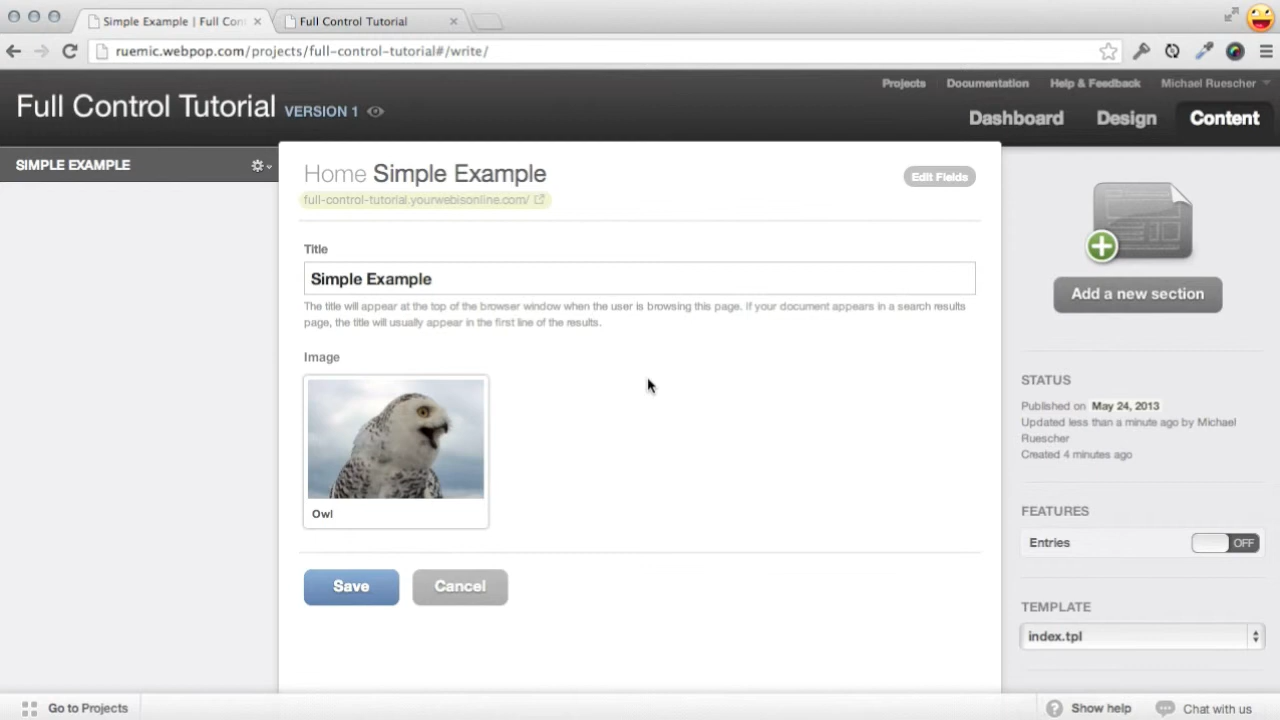 Simple Example | Full Con
Full Control Tutorial
ruemic.webpop.com/projects/full-control-tutorial#/write/
Projects
Documentation
Help & Feedback
Michael Ruescher
Full Control Tutorial VERSION 1
Dashboard
Design
Content
SIMPLE EXAMPLE
Home Simple Example
Edit Fields
full-control-tutorial.yourwebisonline.com/
Title
Simple Example
The title will appear at the top of the browser window when the user is browsing this page. If your document appears in a search results
page, the title will usually appear in the first line of the results.
Image
Owl
Save
Cancel
Add a new section
STATUS
Published on May 24, 2013
Updated less than a minute ago by Michael
Ruescher
Created 4 minutes ago
FEATURES
Entries
OFF
TEMPLATE
index.tpl
Go to Projects
Show help
Chat with us